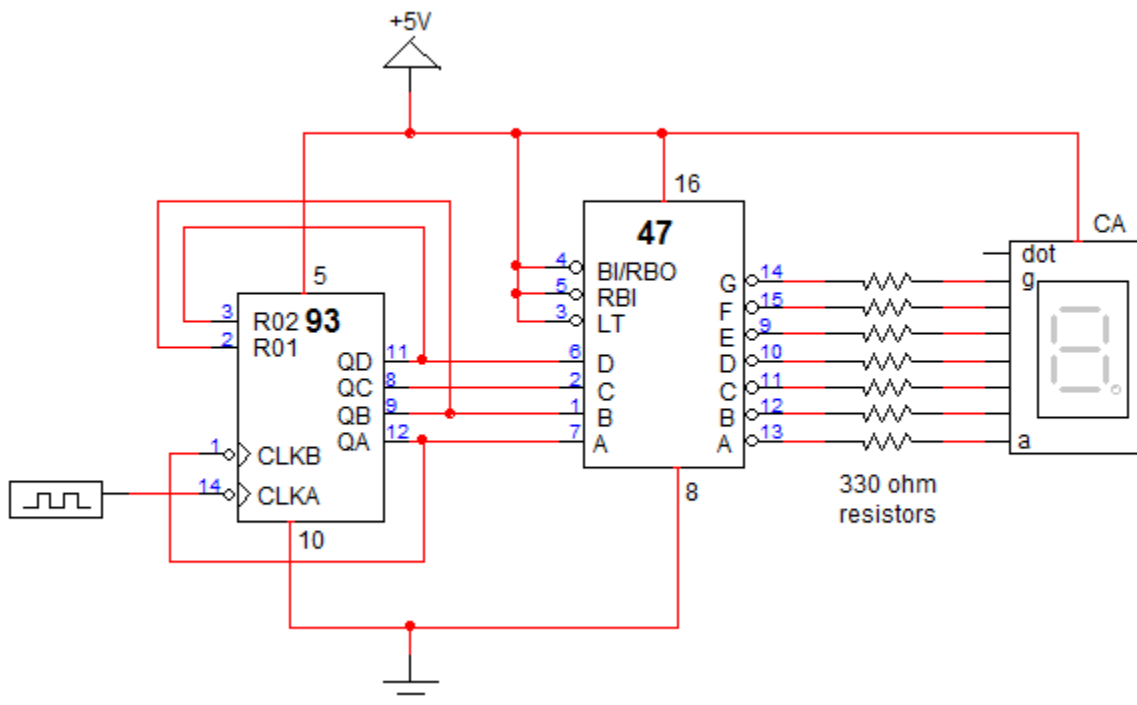 +5V
16
CA
47
dot
4 BI/RBO G 14 g
5 5 RBI F 15
3 R02 93 3 LT E 9
2 R01 6 D D 10
QD 11 2 C C 11
QC 8 1 B B 12
QB 9 7 A A 13 a
QA 12
1 CLKB
14 CLKA
8
330 ohm
resistors
10